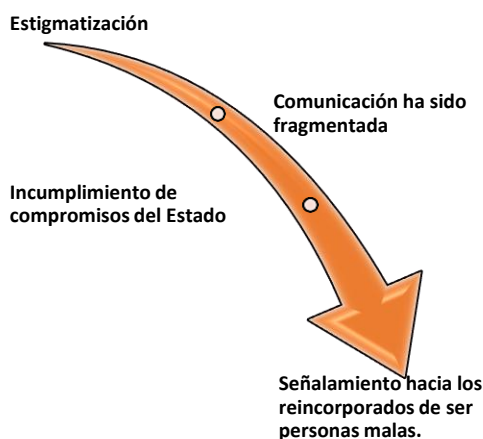 Estigmatización
Comunicación ha sido
fragmentada
Incumplimiento de
compromisos del Estado
Señalamiento hacia los
reincorporados de ser
personas malas.